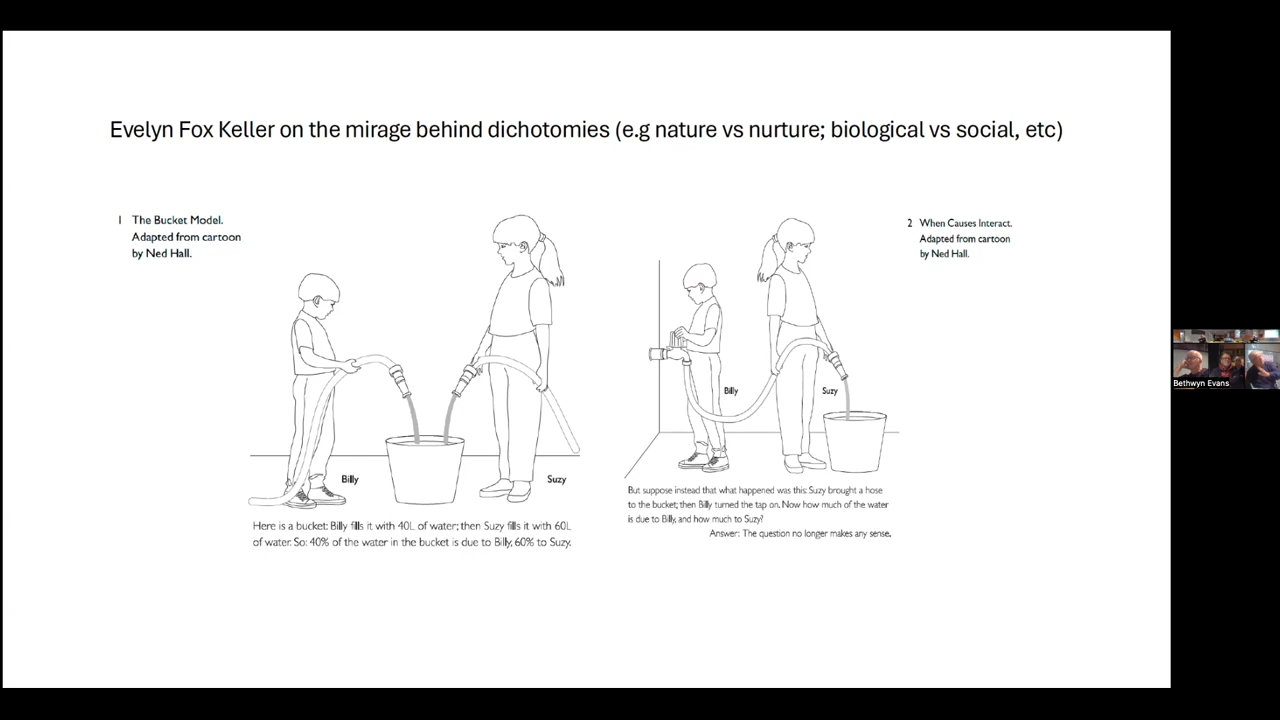 Evelyn Fox Keller on the mirage behind dichotomies (e.g nature vs nurture; biological vs social, etc)
1 The Bucket Model.
Adapted from cartoon
by Ned Hall.
Billy
Suzy
Here is a bucket: Billy fills it with 40L of water; then Suzy fills it with 60L
of water. So: 40% of the water in the bucket is due to Billy, 60% to Suzy.
2 When Causes Interact.
Adapted from cartoon
by Ned Hall.
Billy
Suzy
But suppose instead that what happened was this: Suzy brought a hose
to the bucket; then Billy turned the tap on. Now how much of the water
is due to Billy, and how much to Suzy?
Answer: The question no longer makes any sense.
Bethwyn Evans